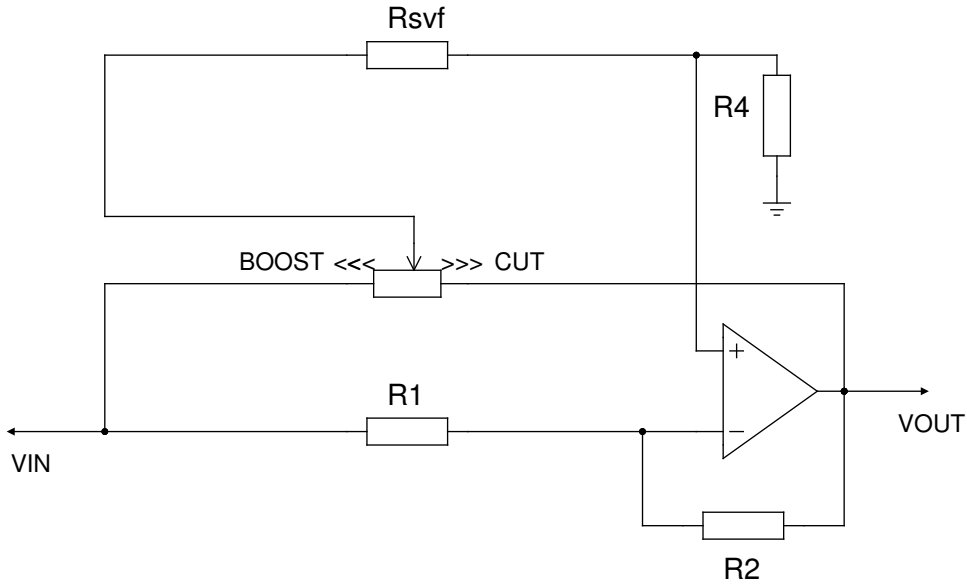 Rsvf
R4
BOOST <<< >>> CUT
+
R1
−
VOUT
VIN
R2